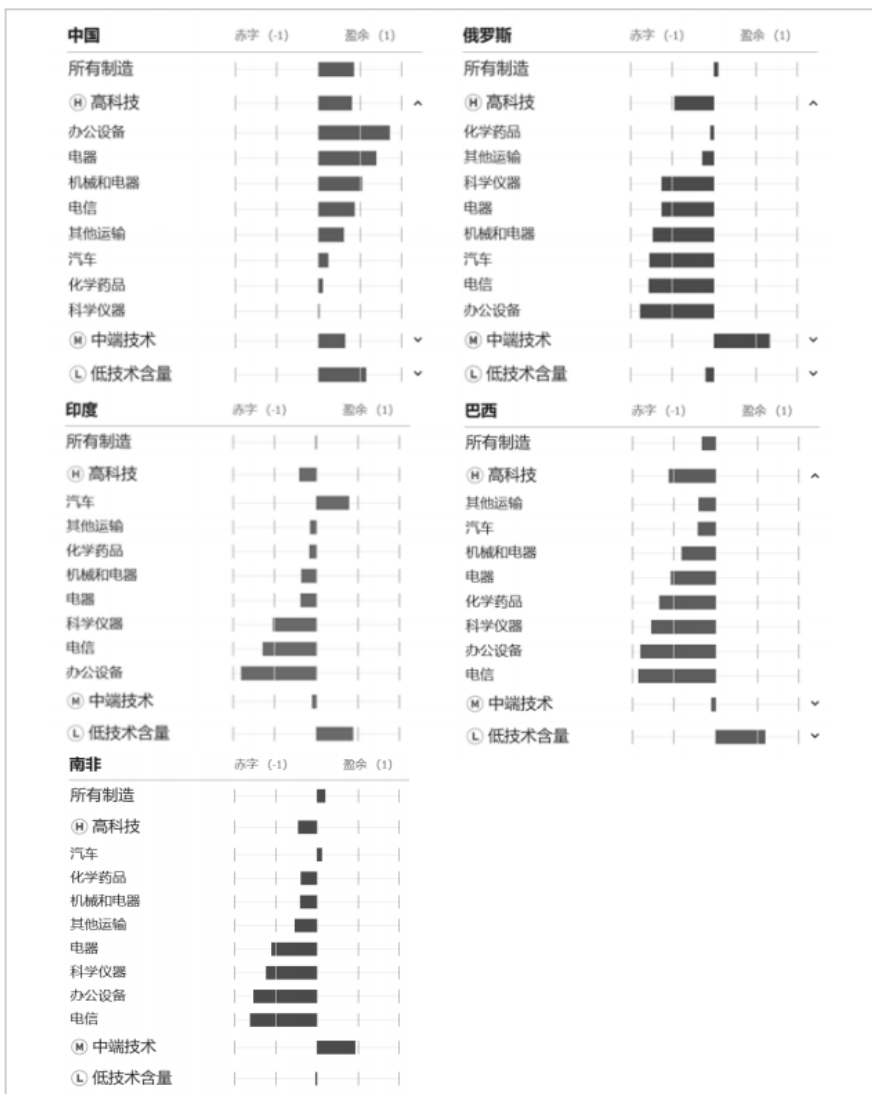 中国 赤字 (-1) 盈余 (1)
所有制造
H 高科技
办公设备
电器
机械和电器
电信
其他运输
汽车
化学药品
科学仪器
M 中端技术
L 低技术含量
俄罗斯 赤字 (-1) 盈余 (1)
所有制造
H 高科技
化学药品
其他运输
科学仪器
电器
机械和电器
汽车
电信
办公设备
M 中端技术
L 低技术含量
印度 赤字 (-1) 盈余 (1)
所有制造
H 高科技
汽车
其他运输
化学药品
机械和电器
电器
科学仪器
电信
办公设备
M 中端技术
L 低技术含量
巴西 赤字 (-1) 盈余 (1)
所有制造
H 高科技
其他运输
汽车
机械和电器
电器
化学药品
科学仪器
办公设备
电信
M 中端技术
L 低技术含量
南非 赤字 (-1) 盈余 (1)
所有制造
H 高科技
汽车
化学药品
机械和电器
其他运输
电器
科学仪器
办公设备
电信
M 中端技术
L 低技术含量